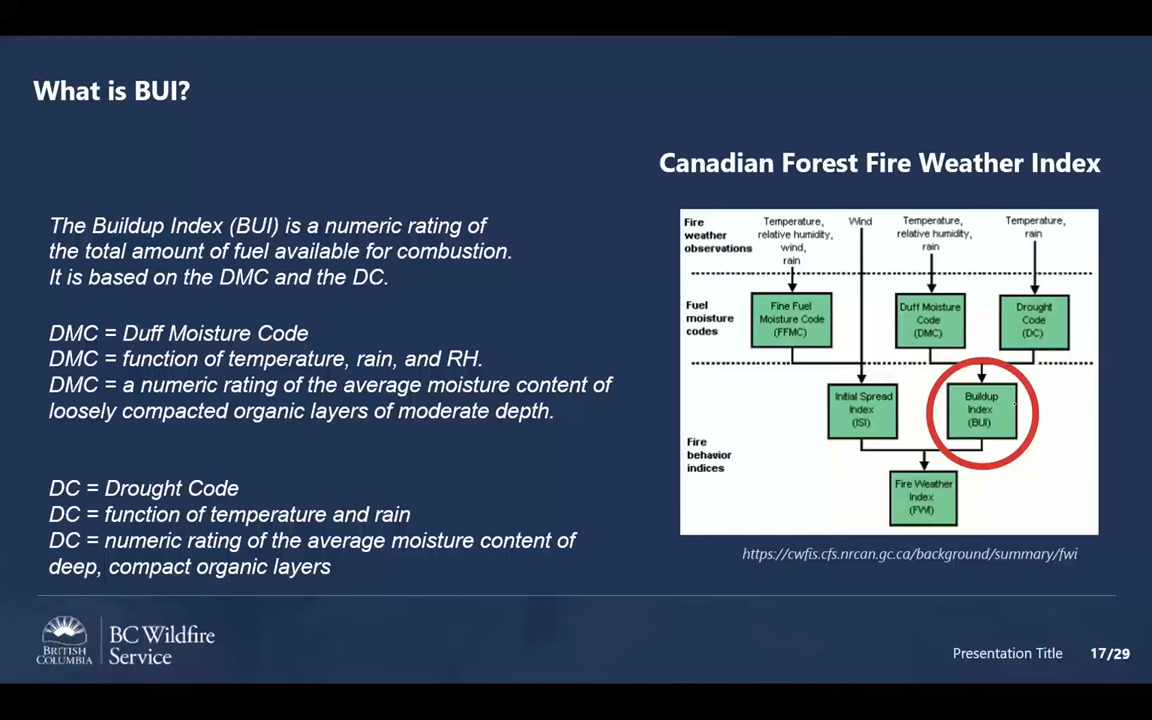 What is BUI?
Canadian Forest Fire Weather Index
The Buildup Index (BUI) is a numeric rating of
the total amount of fuel available for combustion.
It is based on the DMC and the DC.
DMC = Duff Moisture Code
DMC = function of temperature, rain, and RH.
DMC = a numeric rating of the average moisture content of
loosely compacted organic layers of moderate depth.
DC = Drought Code
DC = function of temperature and rain
DC = numeric rating of the average moisture content of
deep, compact organic layers
Fire
weather
observations
Temperature,
relative humidity,
wind,
rain
Wind
Temperature,
relative humidity,
rain
Temperature,
rain
Fuel
moisture
codes
Fine Fuel
Moisture Code
(FFMC)
Duff Moisture
Code
(DMC)
Drought
Code
(DC)
Fire
behavior
indices
Initial Spread
Index
(ISI)
Buildup
Index
(BUI)
Fire Weather
Index
(FWI)
https://cwfis.cfs.nrcan.gc.ca/background/summary/fwi
BRITISH
COLUMBIA
BC Wildfire
Service
Presentation Title
17/29